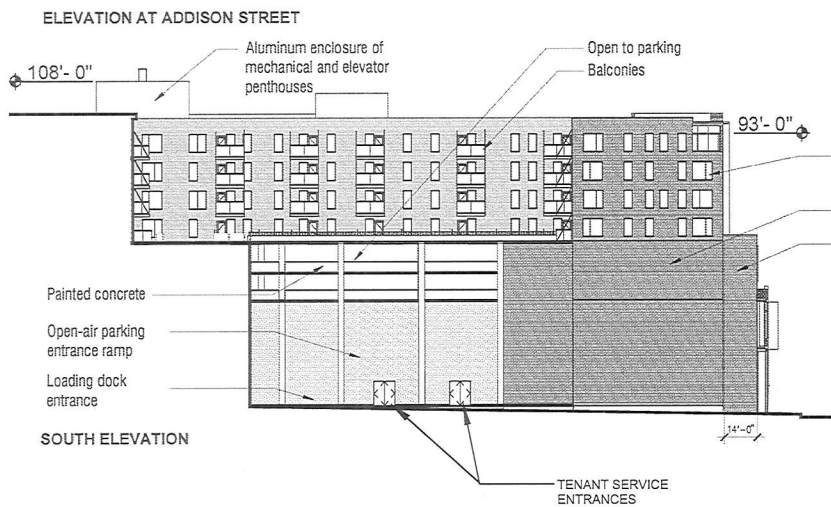 ELEVATION AT ADDISON STREET
Aluminum enclosure of
mechanical and elevator
penthouses
Open to parking
Balconies
108'- 0"
93'- 0"
Painted concrete
Open-air parking
entrance ramp
Loading dock
entrance
SOUTH ELEVATION
14'-0"
TENANT SERVICE
ENTRANCES